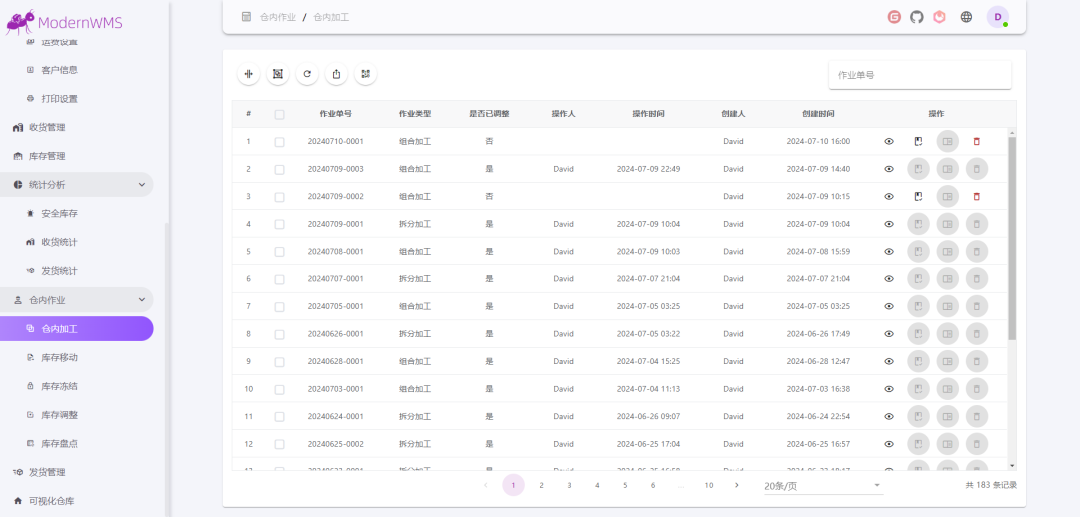 ModernWMS
仓内作业 / 仓内加工
D
运费设置
客户信息
打印设置
收货管理
库存管理
统计分析
安全库存
收货统计
发货统计
仓内作业
仓内加工
库存移动
库存冻结
库存调整
库存盘点
发货管理
可视化仓库
作业单号
# 作业单号 作业类型 是否已调整 操作人 操作时间 创建人 创建时间 操作
1 20240710-0001 组合加工 否 David 2024-07-10 16:00
2 20240709-0003 组合加工 是 David 2024-07-09 22:49 David 2024-07-09 14:40
3 20240709-0002 组合加工 否 David 2024-07-09 10:15
4 20240709-0001 拆分加工 是 David 2024-07-09 10:04 David 2024-07-09 10:04
5 20240708-0001 组合加工 是 David 2024-07-09 10:03 David 2024-07-08 15:59
6 20240707-0001 拆分加工 是 David 2024-07-07 21:04 David 2024-07-07 21:04
7 20240705-0001 组合加工 是 David 2024-07-05 03:25 David 2024-07-05 03:25
8 20240626-0001 拆分加工 是 David 2024-07-05 03:22 David 2024-06-26 17:49
9 20240628-0001 组合加工 是 David 2024-07-04 15:25 David 2024-06-28 12:47
10 20240703-0001 组合加工 是 David 2024-07-04 11:13 David 2024-07-03 16:38
11 20240624-0001 拆分加工 是 David 2024-06-26 09:07 David 2024-06-24 22:54
12 20240625-0002 拆分加工 是 David 2024-06-25 17:04 David 2024-06-25 16:57
1 2 3 4 5 6 ... 10 20条/页 共 183 条记录